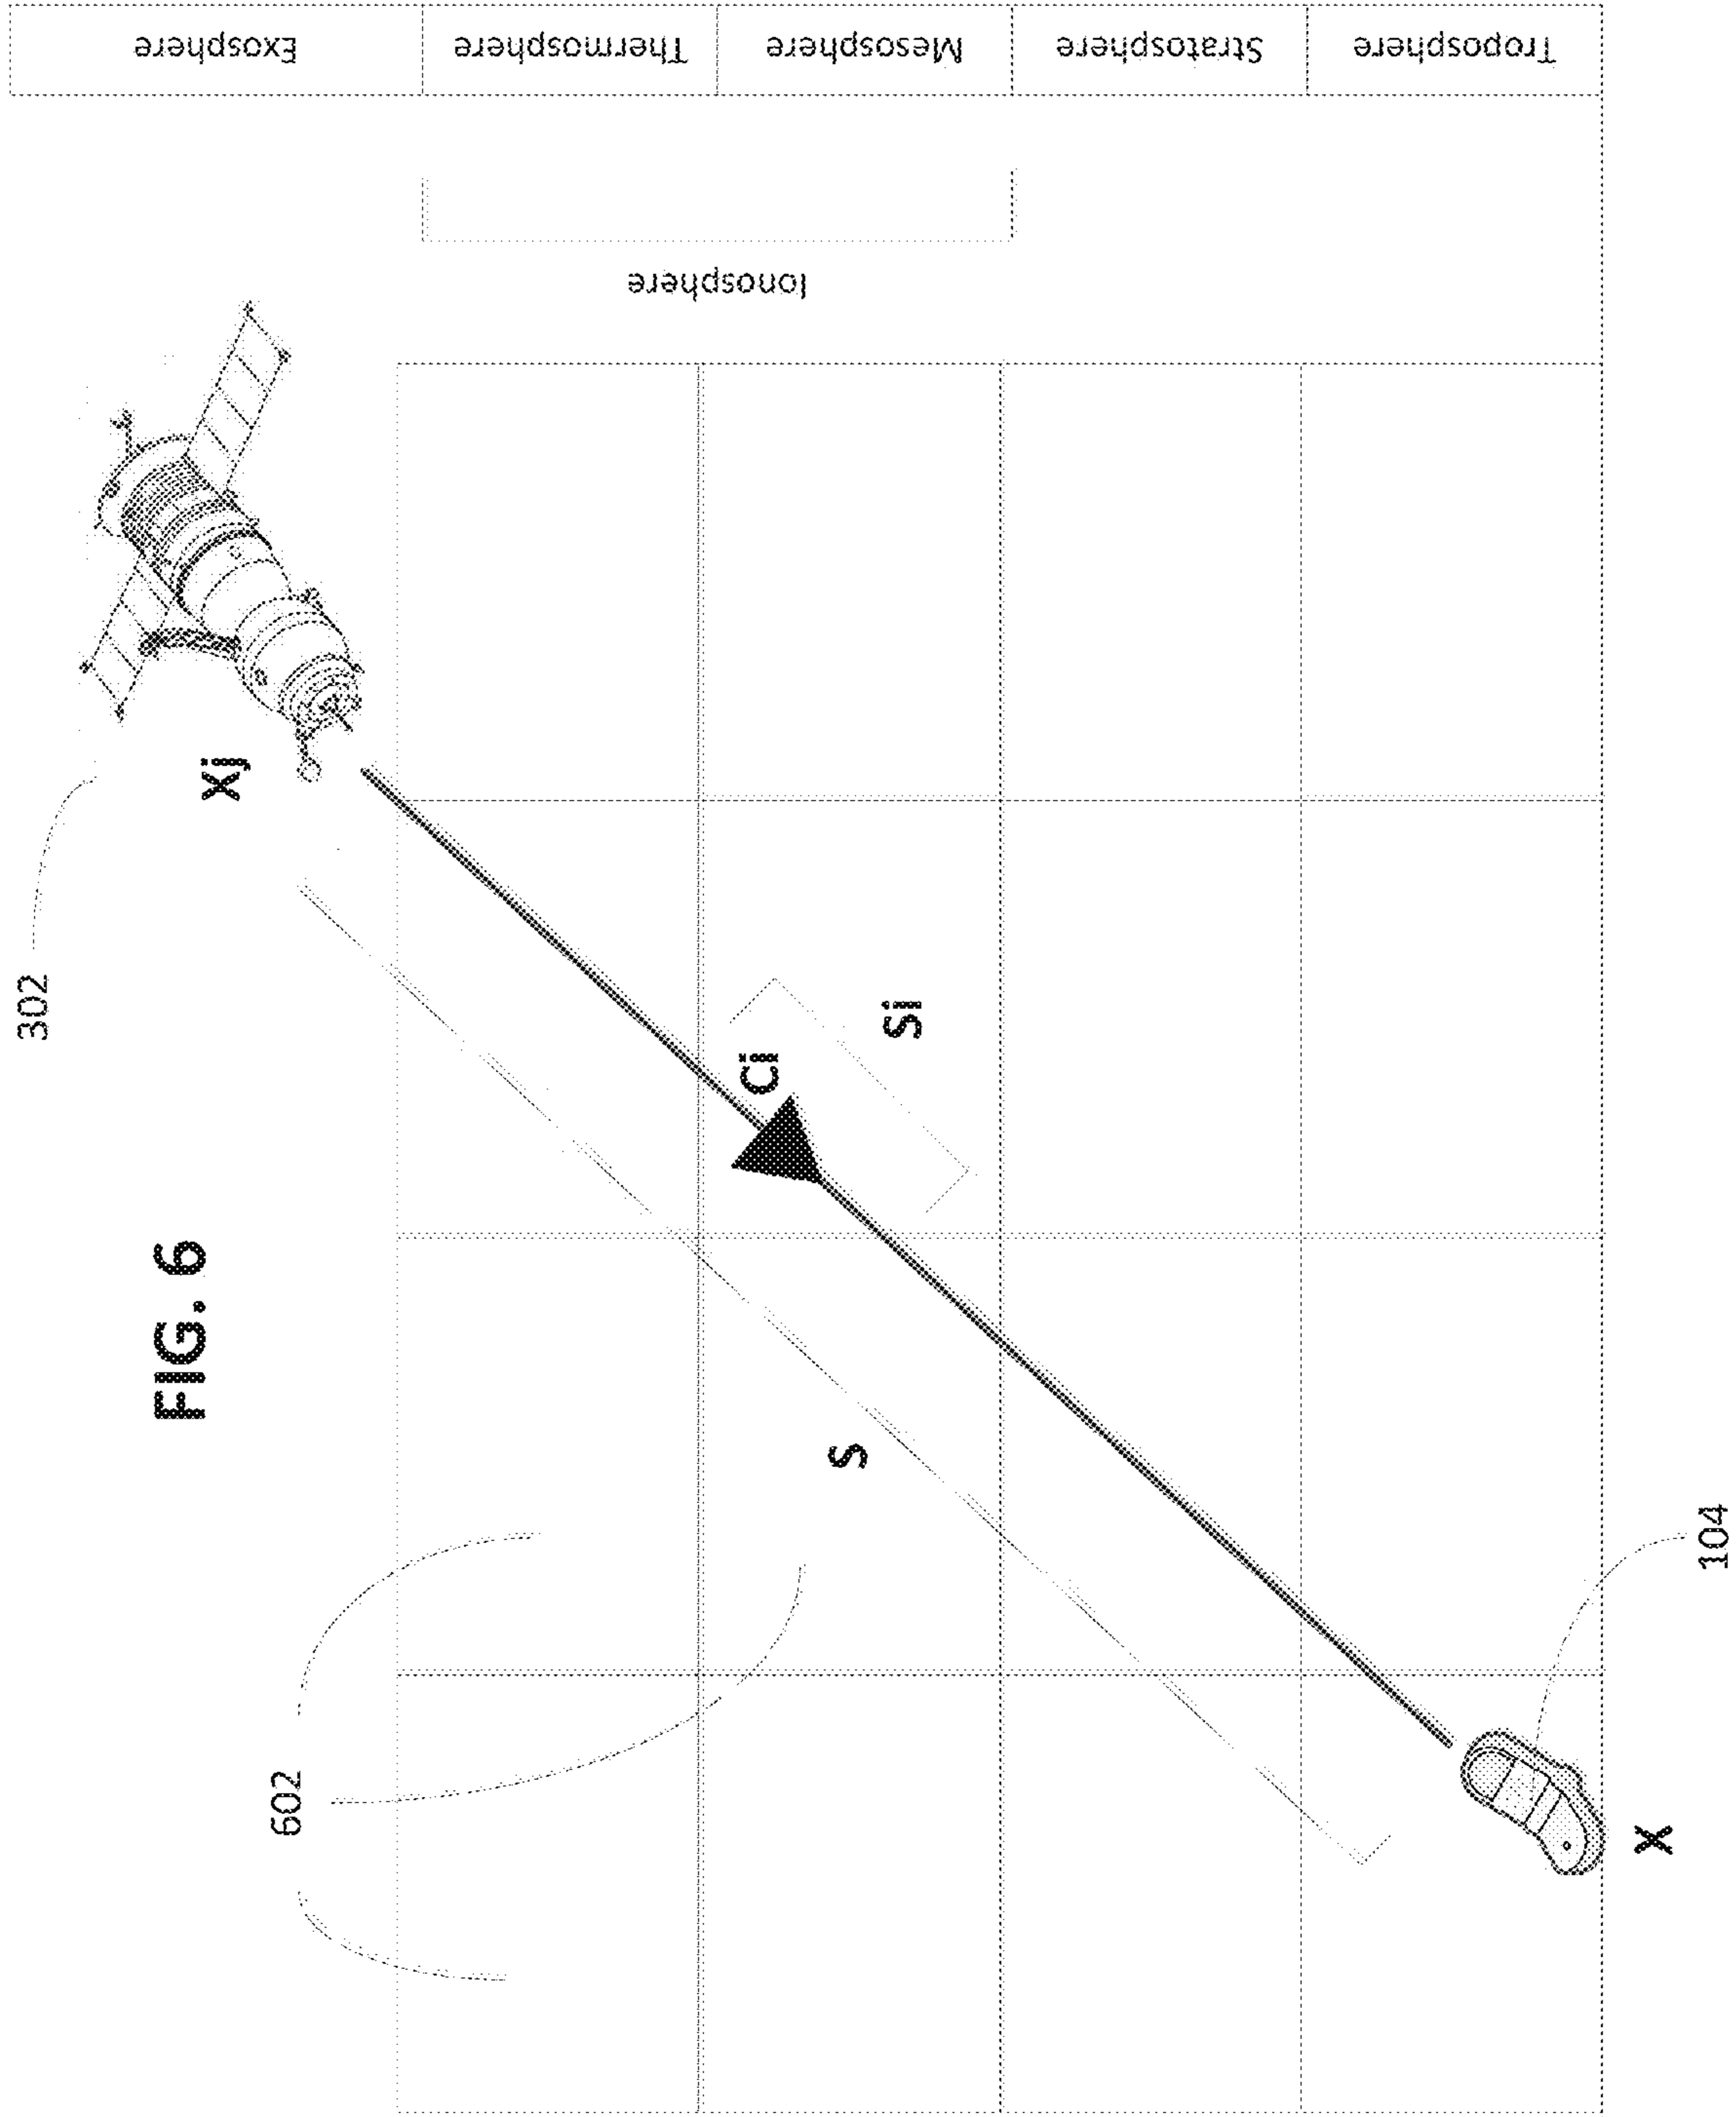 FIG. 6
302
Xj
602
S
Ci
Si
X
104
Ionosphere
Exosphere
Thermosphere
Mesosphere
Stratosphere
Troposphere